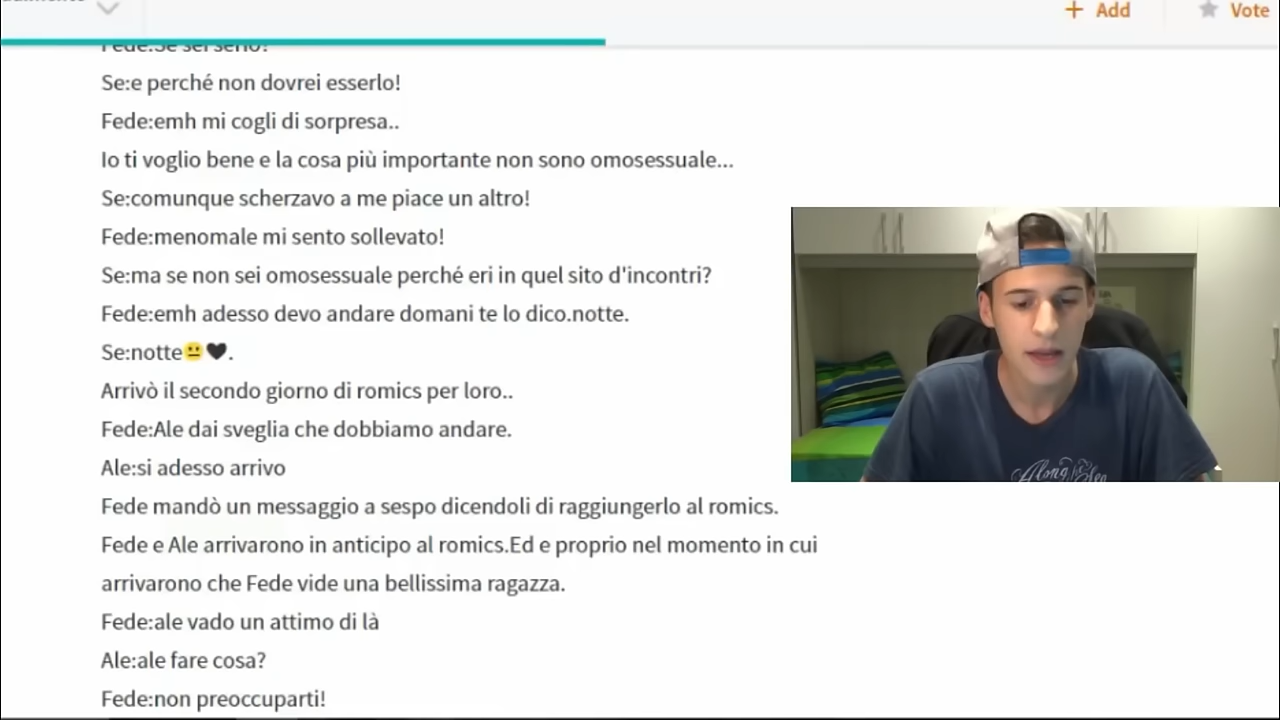 Add
Vote
Fede:Se sei serio!
Se:e perché non dovrei esserlo!
Fede:emh mi cogli di sorpresa..
Io ti voglio bene e la cosa più importante non sono omosessuale...
Se:comunque scherzavo a me piace un altro!
Fede:menomale mi sento sollevato!
Se:ma se non sei omosessuale perché eri in quel sito d'incontri?
Fede:emh adesso devo andare domani te lo dico.notte.
Se:notte😐🖤.
Arrivò il secondo giorno di romics per loro..
Fede:Ale dai sveglia che dobbiamo andare.
Ale:si adesso arrivo
Fede mandò un messaggio a sespo dicendoli di raggiungerlo al romics.
Fede e Ale arrivarono in anticipo al romics.Ed e proprio nel momento in cui
arrivarono che Fede vide una bellissima ragazza.
Fede:ale vado un attimo di là
Ale:ale fare cosa?
Fede:non preoccuparti!
Along
Sea